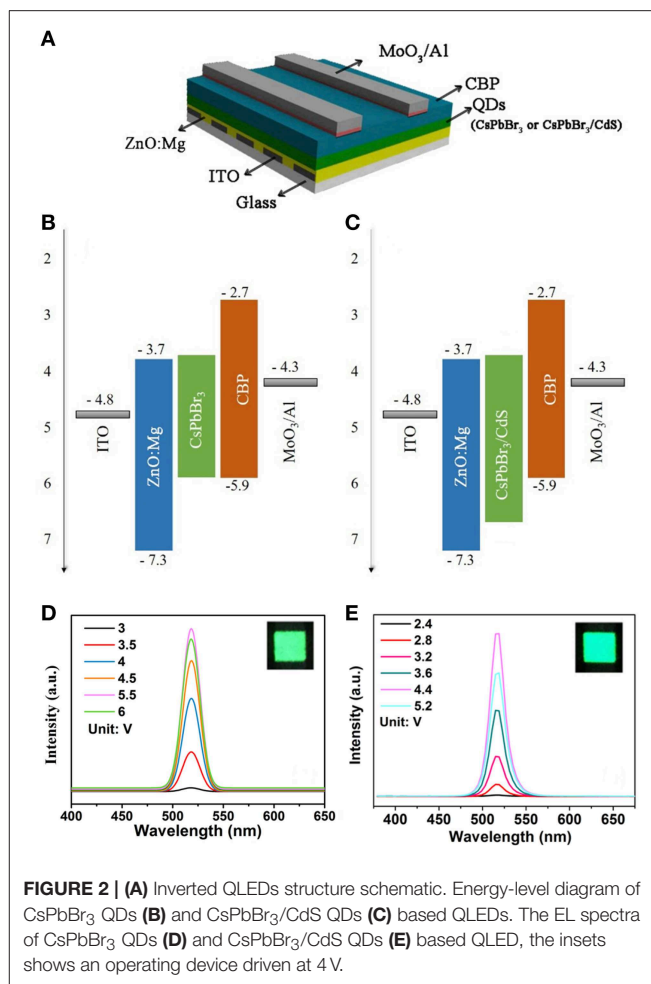 A
MoO₃/Al
CBP
QDs
(CsPbBr₃ or CsPbBr₃/CdS)
ZnO:Mg
ITO
Glass
B
2
3
4
5
6
7
- 4.8
ITO
- 3.7
ZnO:Mg
- 7.3
CsPbBr₃
- 2.7
CBP
-5.9
- 4.3
MoO₃/Al
C
2
3
4
5
6
7
- 4.8
ITO
- 3.7
ZnO:Mg
- 7.3
CsPbBr₃/CdS
- 2.7
CBP
-5.9
- 4.3
MoO₃/Al
D
Intensity (a.u.)
3
3.5
4
4.5
5.5
6
Unit: V
400 450 500 550 600 650
Wavelength (nm)
E
Intensity (a.u.)
2.4
2.8
3.2
3.6
4.4
5.2
Unit: V
400 450 500 550 600 650
Wavelength (nm)
FIGURE 2 | (A) Inverted QLEDs structure schematic. Energy-level diagram of
CsPbBr₃ QDs (B) and CsPbBr₃/CdS QDs (C) based QLEDs. The EL spectra
of CsPbBr₃ QDs (D) and CsPbBr₃/CdS QDs (E) based QLED, the insets
shows an operating device driven at 4 V.